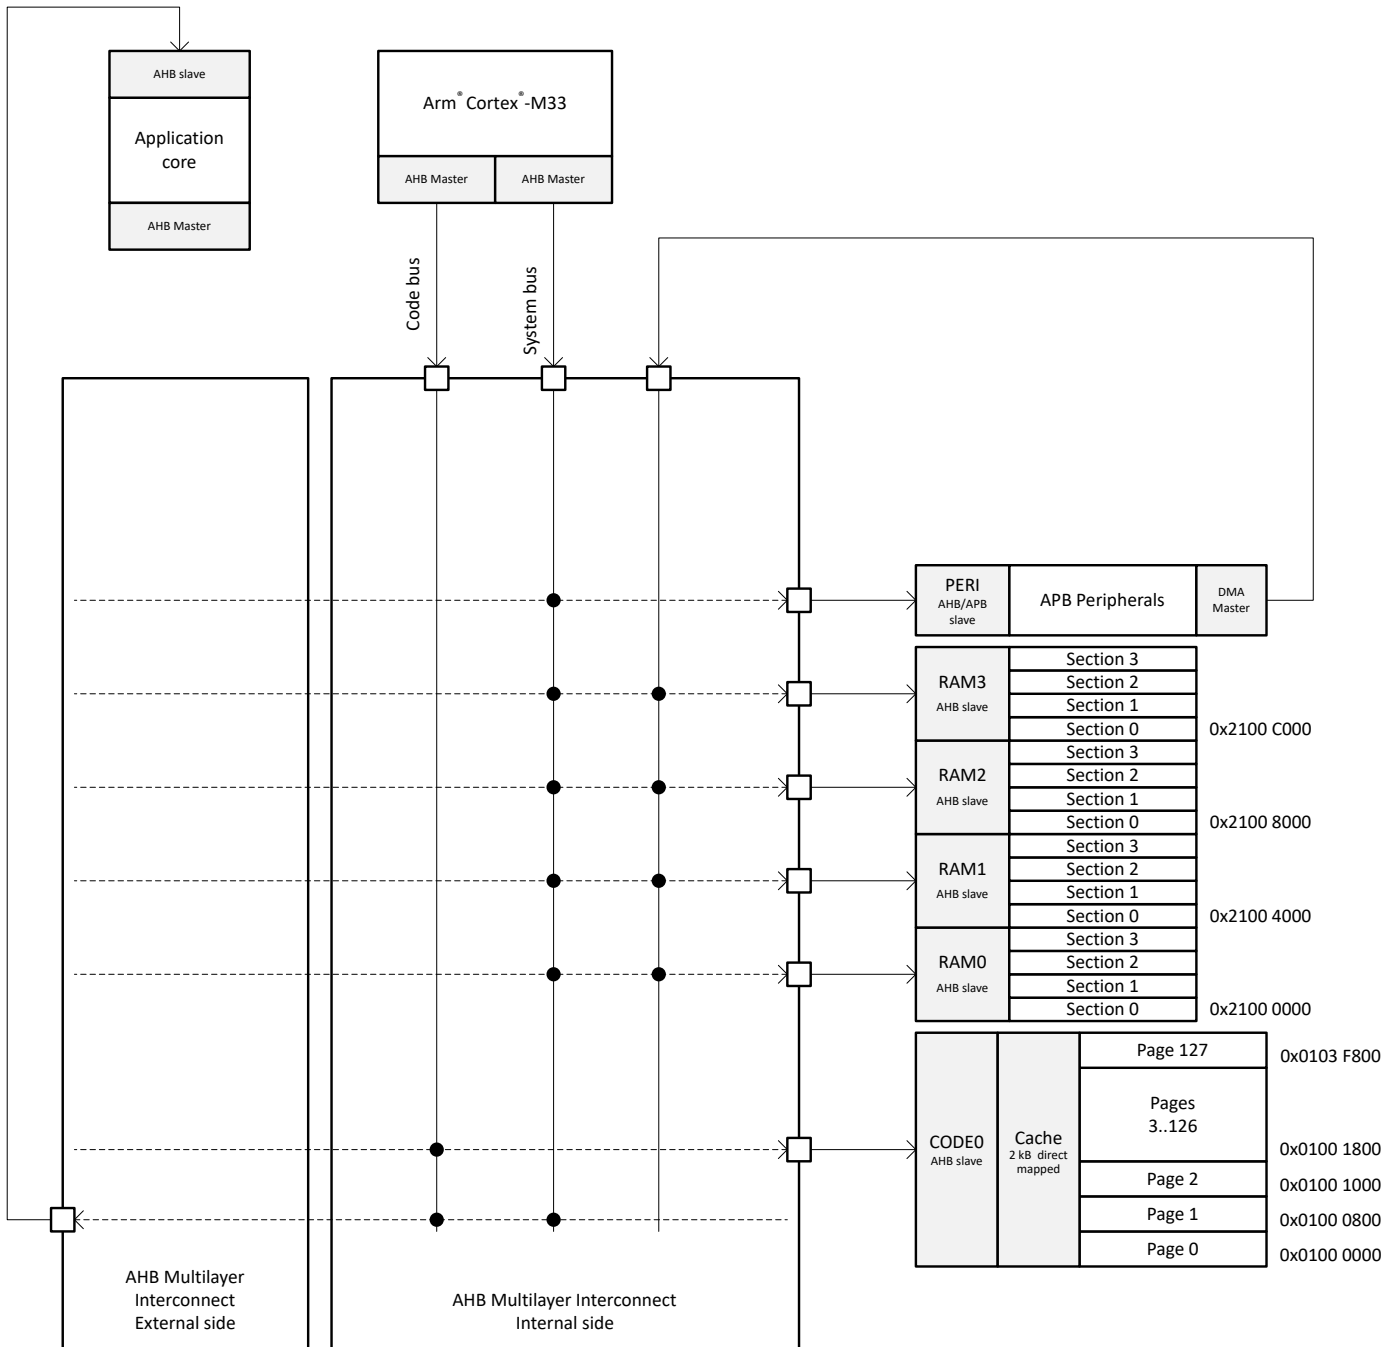 AHB slave
Application
core
AHB Master
Arm® Cortex®-M33
AHB Master
AHB Master
Code bus
System bus
PERI
AHB/APB
slave
APB Peripherals
DMA
Master
RAM3
AHB slave
Section 3
Section 2
Section 1
Section 0
0x2100 C000
RAM2
AHB slave
Section 3
Section 2
Section 1
Section 0
0x2100 8000
RAM1
AHB slave
Section 3
Section 2
Section 1
Section 0
0x2100 4000
RAM0
AHB slave
Section 3
Section 2
Section 1
Section 0
0x2100 0000
CODE0
AHB slave
Cache
2 kB direct
mapped
Page 127
0x0103 F800
Pages
3..126
0x0100 1800
Page 2
0x0100 1000
Page 1
0x0100 0800
Page 0
0x0100 0000
AHB Multilayer
Interconnect
External side
AHB Multilayer Interconnect
Internal side